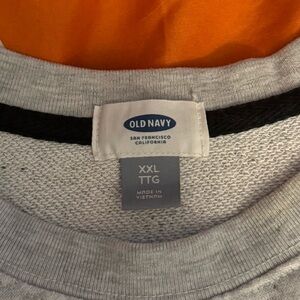 OLD NAVY
SAN FRANCISCO
CALIFORNIA
XXL
TTG
MADE IN
VIETNAM